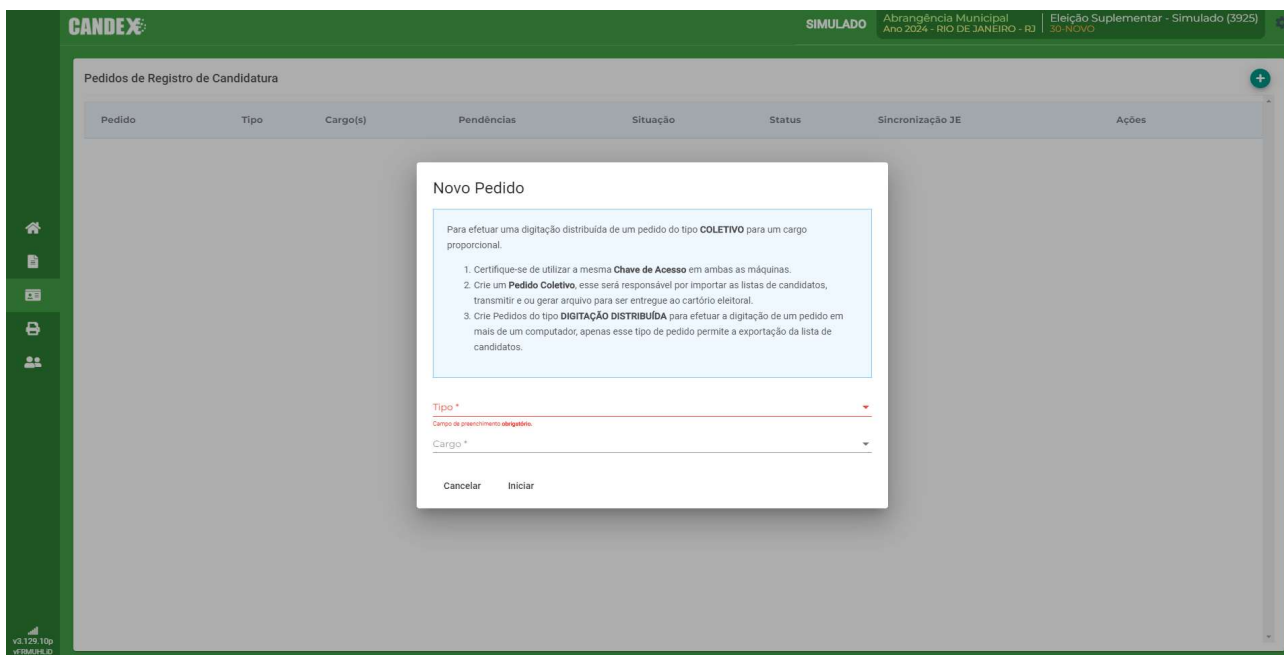 CANDEX
SIMULADO
Abrangência Municipal
Ano 2024 - RIO DE JANEIRO - RJ
Eleição Suplementar - Simulado (3925)
30-NOVO
Pedidos de Registro de Candidatura
Pedido Tipo Cargo(s) Pendências Situação Status Sincronização JE Ações
Novo Pedido
Para efetuar uma digitação distribuída de um pedido do tipo COLETIVO para um cargo
proporcional.
1. Certifique-se de utilizar a mesma Chave de Acesso em ambas as máquinas.
2. Crie um Pedido Coletivo, esse será responsável por importar as listas de candidatos,
transmitir e ou gerar arquivo para ser entregue ao cartório eleitoral.
3. Crie Pedidos do tipo DIGITAÇÃO DISTRIBUÍDA para efetuar a digitação de um pedido em
mais de um computador, apenas esse tipo de pedido permite a exportação da lista de
candidatos.
Tipo *
Campo de preenchimento obrigatório.
Cargo *
Cancelar Iniciar
v3.129.10p